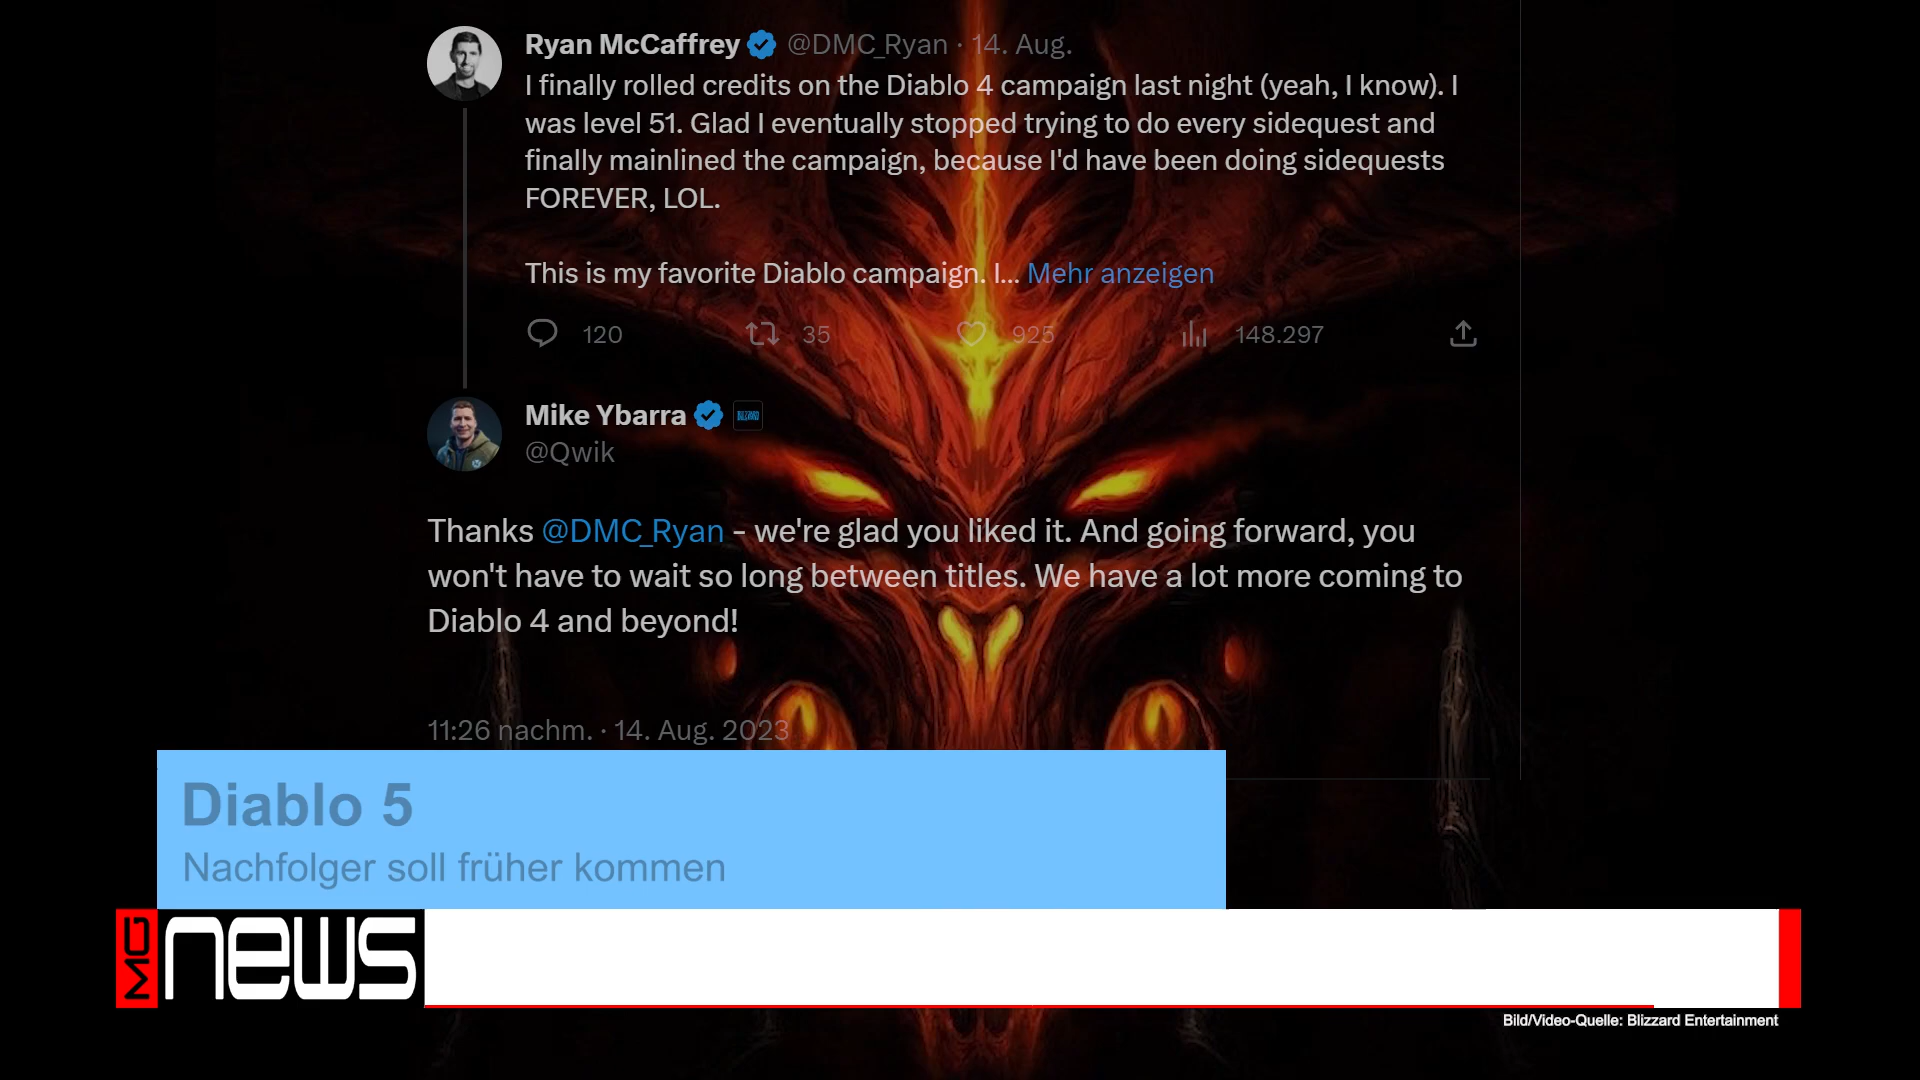 Ryan McCaffrey @DMC_Ryan · 14. Aug.
I finally rolled credits on the Diablo 4 campaign last night (yeah, I know). I
was level 51. Glad I eventually stopped trying to do every sidequest and
finally mainlined the campaign, because I'd have been doing sidequests
FOREVER, LOL.
This is my favorite Diablo campaign. I... Mehr anzeigen
120 35 925 148.297
Mike Ybarra BLIZZARD
@Qwik
Thanks @DMC_Ryan - we're glad you liked it. And going forward, you
won't have to wait so long between titles. We have a lot more coming to
Diablo 4 and beyond!
11:26 nachm. · 14. Aug. 2023
Diablo 5
Nachfolger soll früher kommen
MG news
Bild/Video-Quelle: Blizzard Entertainment